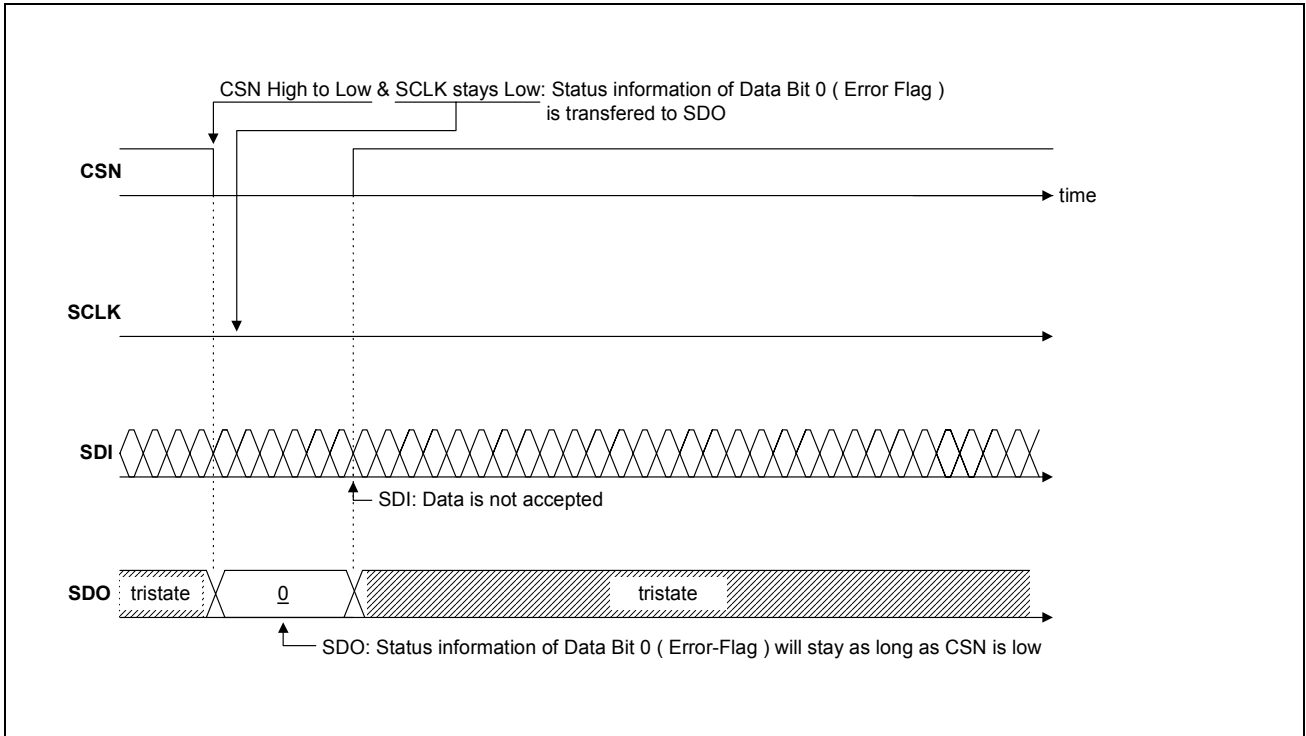 CSN High to Low & SCLK stays Low: Status information of Data Bit 0 ( Error Flag )
is transfered to SDO
CSN
time
SCLK
SDI
SDI: Data is not accepted
SDO
tristate
0
tristate
SDO: Status information of Data Bit 0 ( Error-Flag ) will stay as long as CSN is low